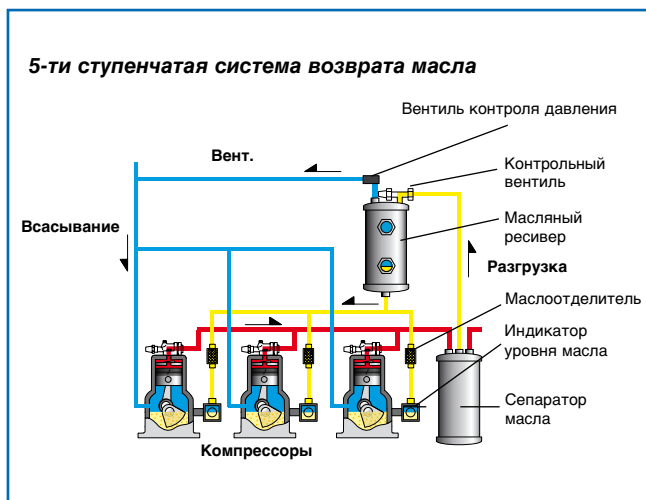 5-ти ступенчатая система возврата масла
Вентиль контроля давления
Вент.
Контрольный
вентиль
Всасывание
Масляный
ресивер
Разгрузка
Маслоотделитель
Индикатор
уровня масла
Сепаратор
масла
Компрессоры